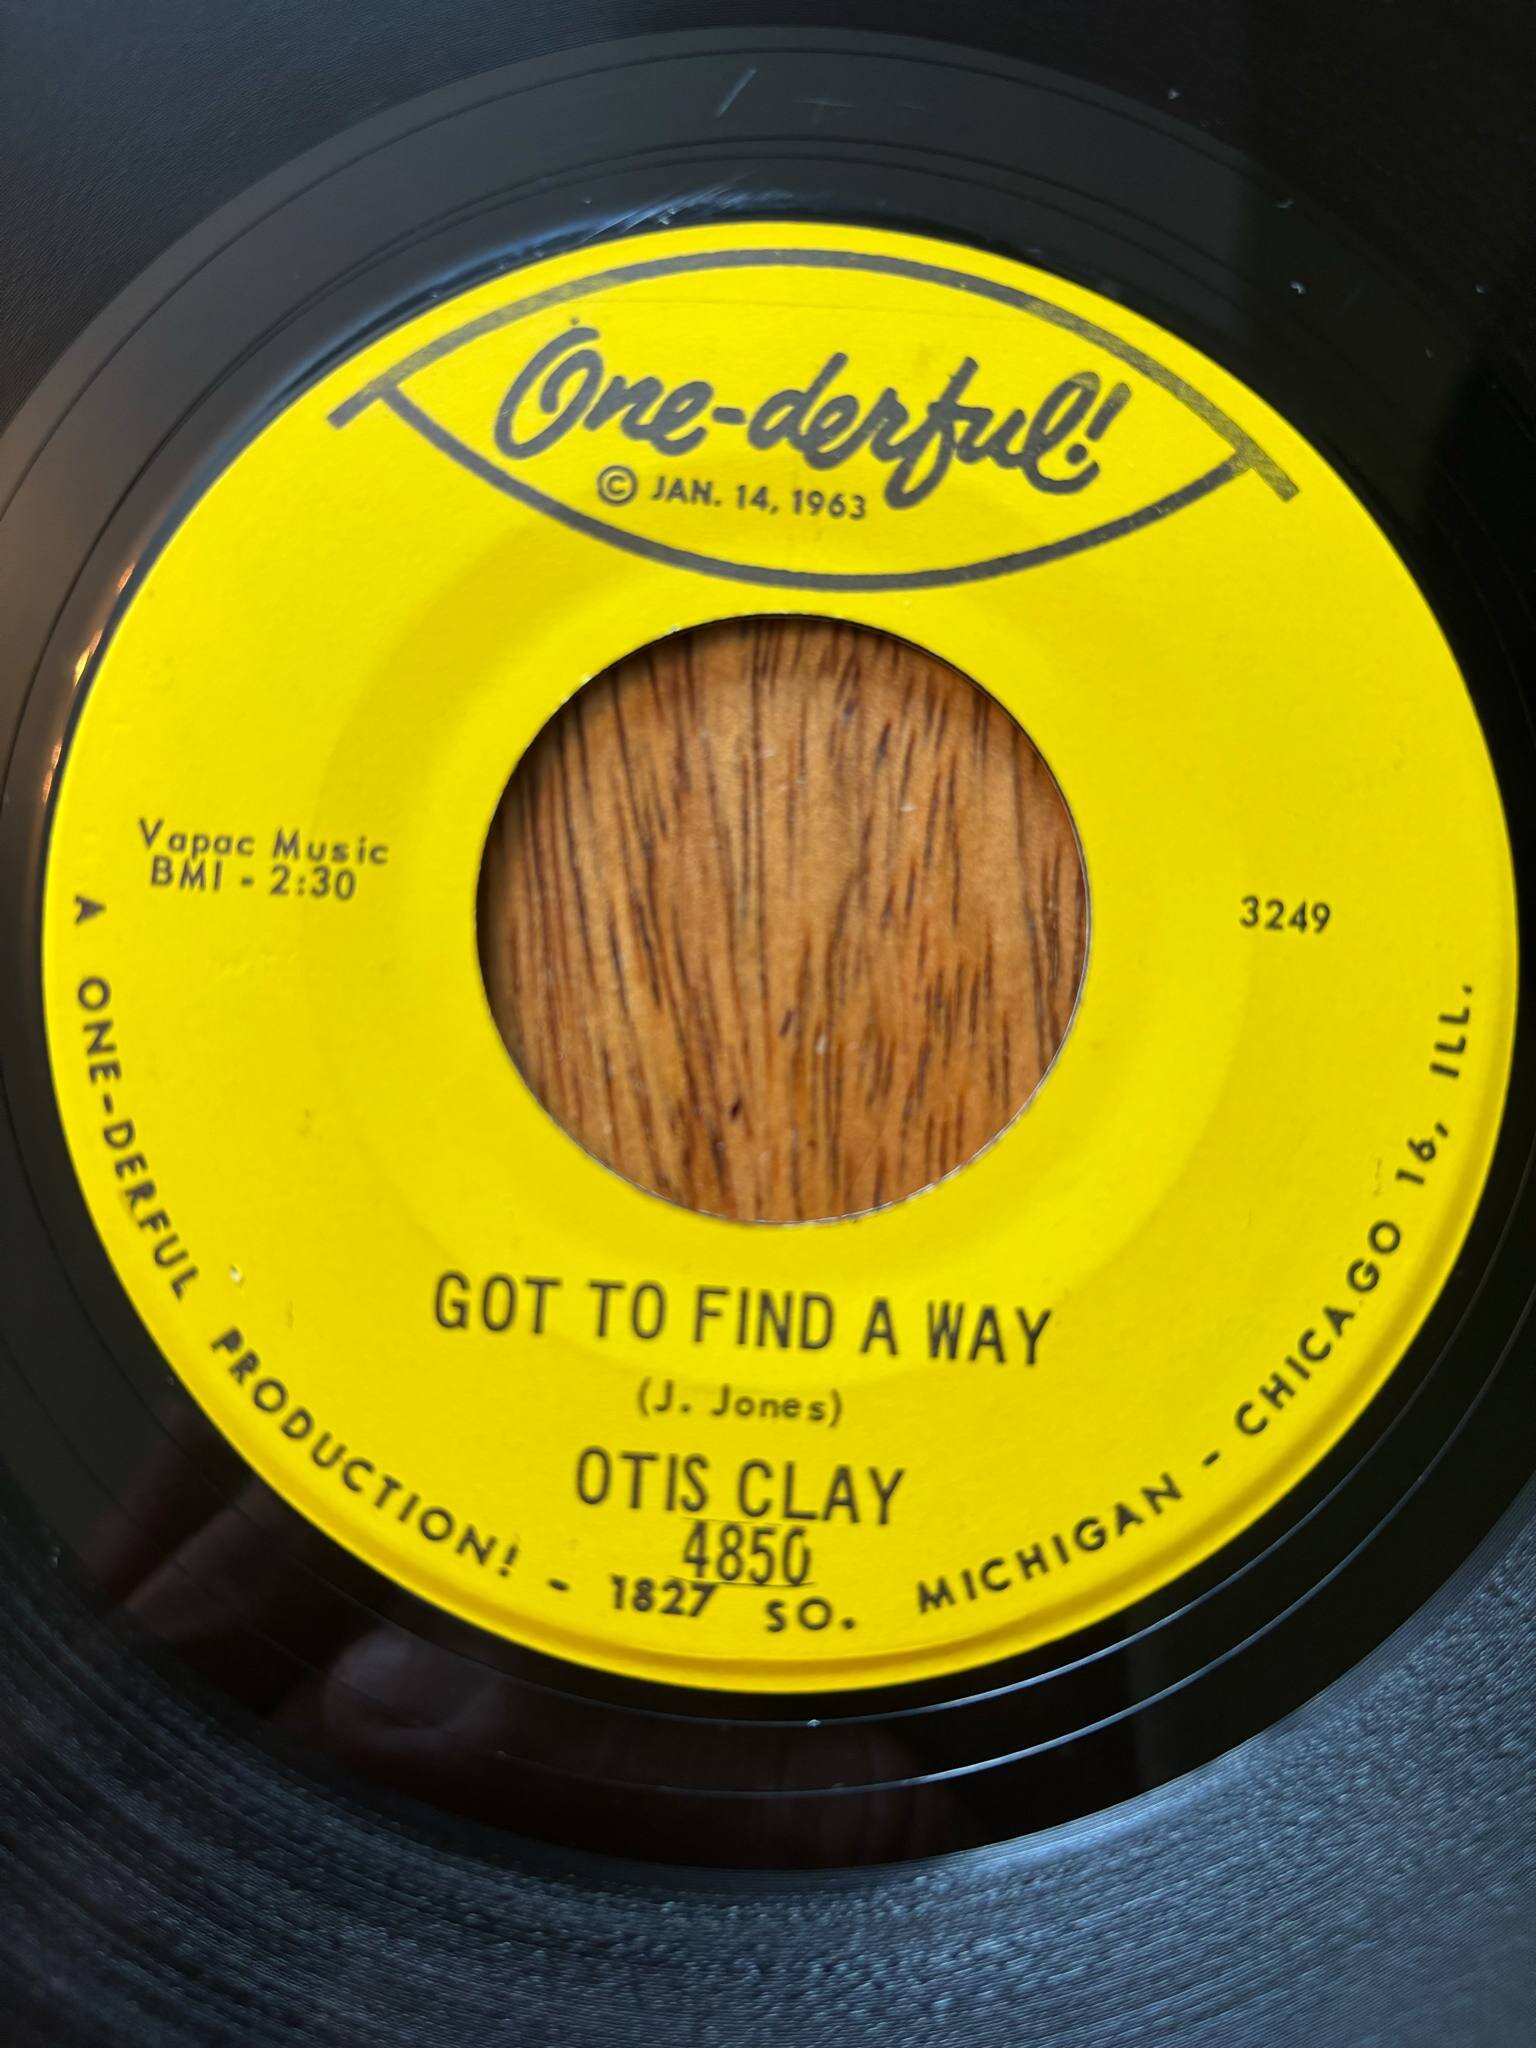 One-derful!
© JAN. 14, 1963
Vapac Music
BMI - 2:30
3249
GOT TO FIND A WAY
(J. Jones)
OTIS CLAY
4850
A ONE-DERFUL PRODUCTION! - 1827 SO. MICHIGAN - CHICAGO 16, ILL.